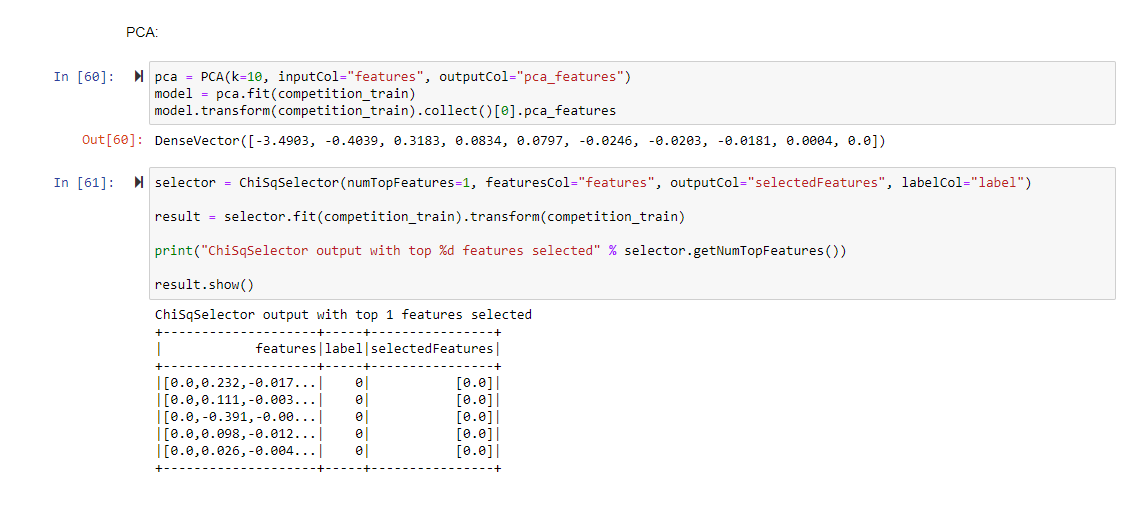 PCA:
In [60]: pca = PCA(k=10, inputCol="features", outputCol="pca_features")
model = pca.fit(competition_train)
model.transform(competition_train).collect()[0].pca_features
Out[60]: DenseVector([-3.4903, -0.4039, 0.3183, 0.0834, 0.0797, -0.0246, -0.0203, -0.0181, 0.0004, 0.0])
In [61]: selector = ChiSqSelector(numTopFeatures=1, featuresCol="features", outputCol="selectedFeatures", labelCol="label")
result = selector.fit(competition_train).transform(competition_train)
print("ChiSqSelector output with top %d features selected" % selector.getNumTopFeatures())
result.show()
ChiSqSelector output with top 1 features selected
+--------------------+-----+----------------+
|            features|label|selectedFeatures|
+--------------------+-----+----------------+
|[0.0,0.232,-0.017...|    0|           [0.0]|
|[0.0,0.111,-0.003...|    0|           [0.0]|
|[0.0,-0.391,-0.00...|    0|           [0.0]|
|[0.0,0.098,-0.012...|    0|           [0.0]|
|[0.0,0.026,-0.004...|    0|           [0.0]|
+--------------------+-----+----------------+